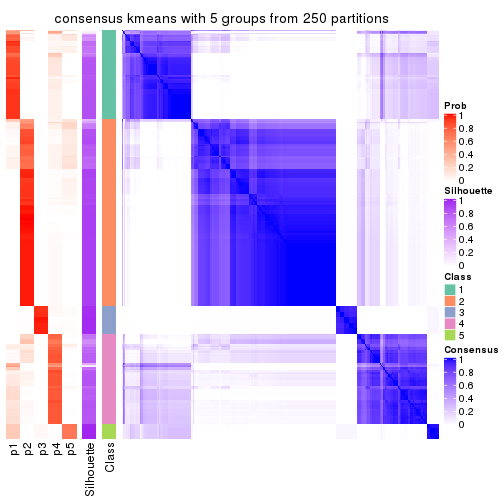 consensus kmeans with 5 groups from 250 partitions
p1
p2
p3
p4
p5
Silhouette
Class
Prob
1
0.8
0.6
0.4
0.2
0
Silhouette
1
0.8
0.6
0.4
0.2
0
Class
1
2
3
4
5
Consensus
1
0.8
0.6
0.4
0.2
0